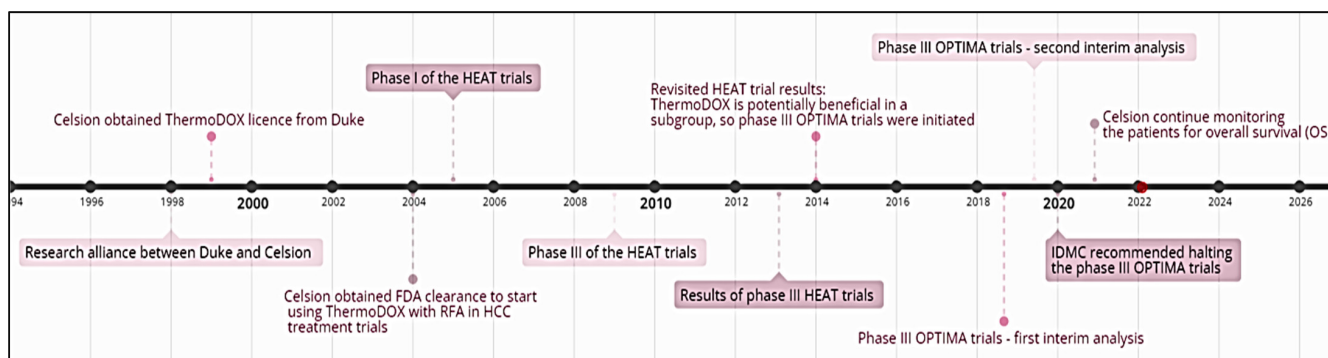 Phase III OPTIMA trials - second interim analysis
Phase I of the HEAT trials
Revisited HEAT trial results:
ThermoDOX is potentially beneficial in a
subgroup, so phase III OPTIMA trials were initiated
Celsion obtained ThermoDOX licence from Duke
Celsion continue monitoring
the patients for overall survival (OS
94 1996 1998 2000 2002 2004 2006 2008 2010 2012 2014 2016 2018 2020 2022 2024 2026
Research alliance between Duke and Celsion
Phase III of the HEAT trials
IDMC recommended halting
the phase III OPTIMA trials
Celsion obtained FDA clearance to start
using ThermoDOX with RFA in HCC
treatment trials
Results of phase III HEAT trials
Phase III OPTIMA trials - first interim analysis